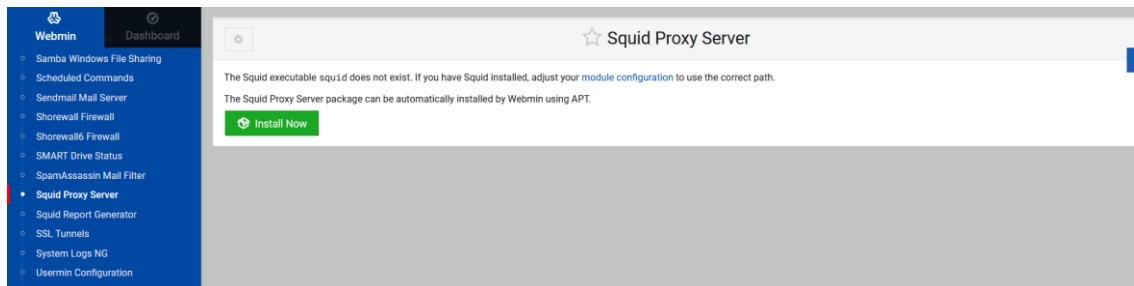 Webmin
Dashboard
Samba Windows File Sharing
Scheduled Commands
Sendmail Mail Server
Shorewall Firewall
Shorewall6 Firewall
SMART Drive Status
SpamAssassin Mail Filter
Squid Proxy Server
Squid Report Generator
SSL Tunnels
System Logs NG
Usermin Configuration
Squid Proxy Server
The Squid executable squid does not exist. If you have Squid installed, adjust your module configuration to use the correct path.
The Squid Proxy Server package can be automatically installed by Webmin using APT.
Install Now